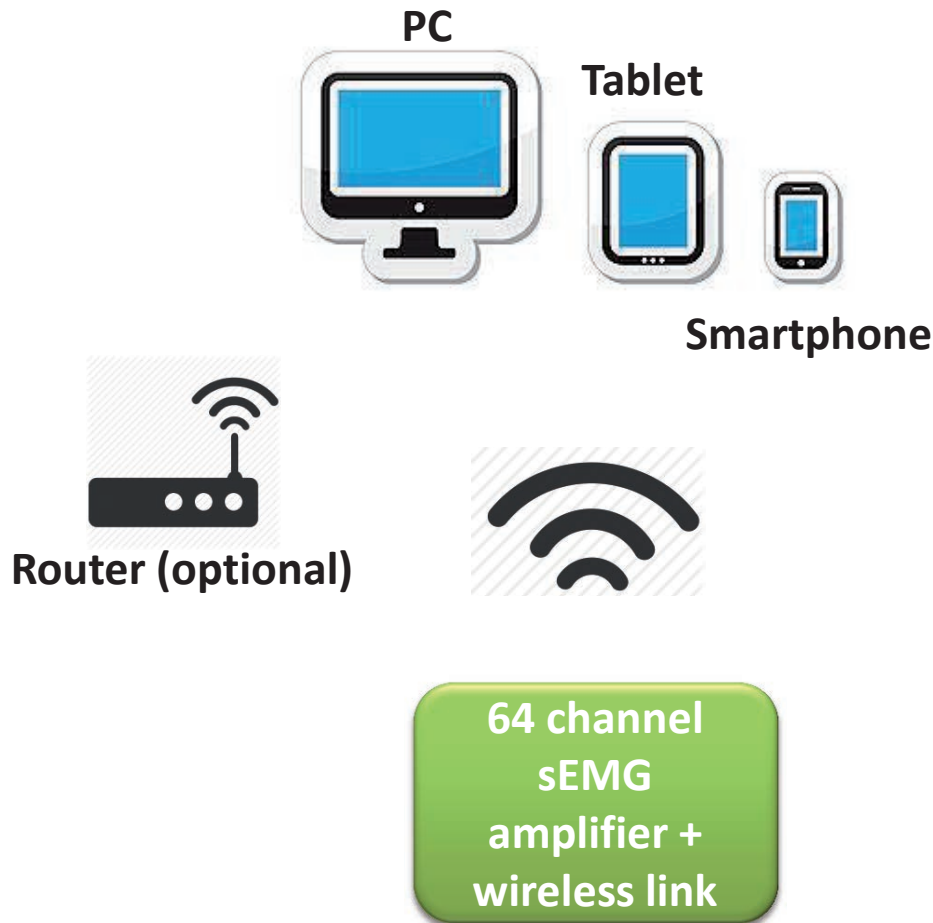 PC
Tablet
Smartphone
Router (optional)
64 channel
sEMG
amplifier +
wireless link